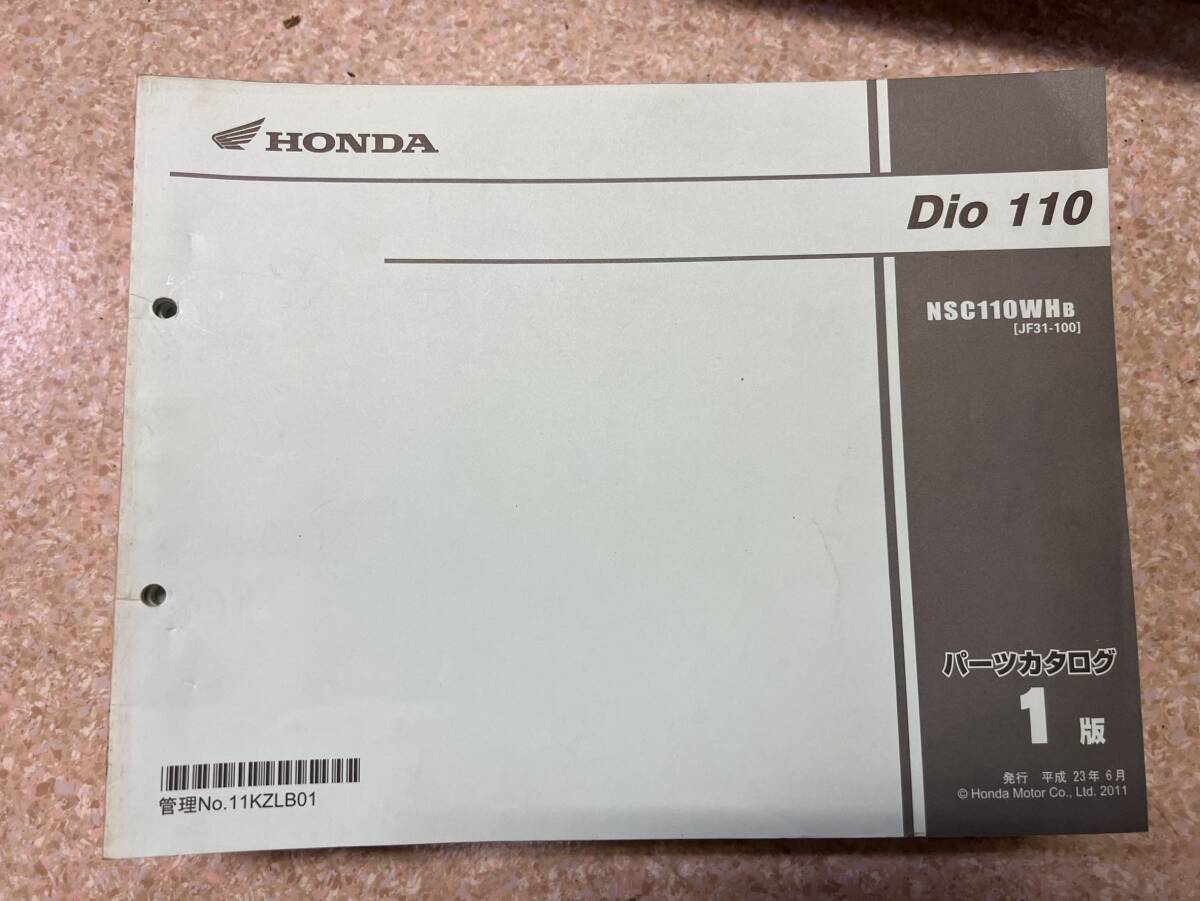 HONDA
Dio 110
NSC110WHB
[JF31-100]
パーツカタログ
1 版
発行 平成 23年 6月
© Honda Motor Co., Ltd. 2011
管理No.11KZLB01